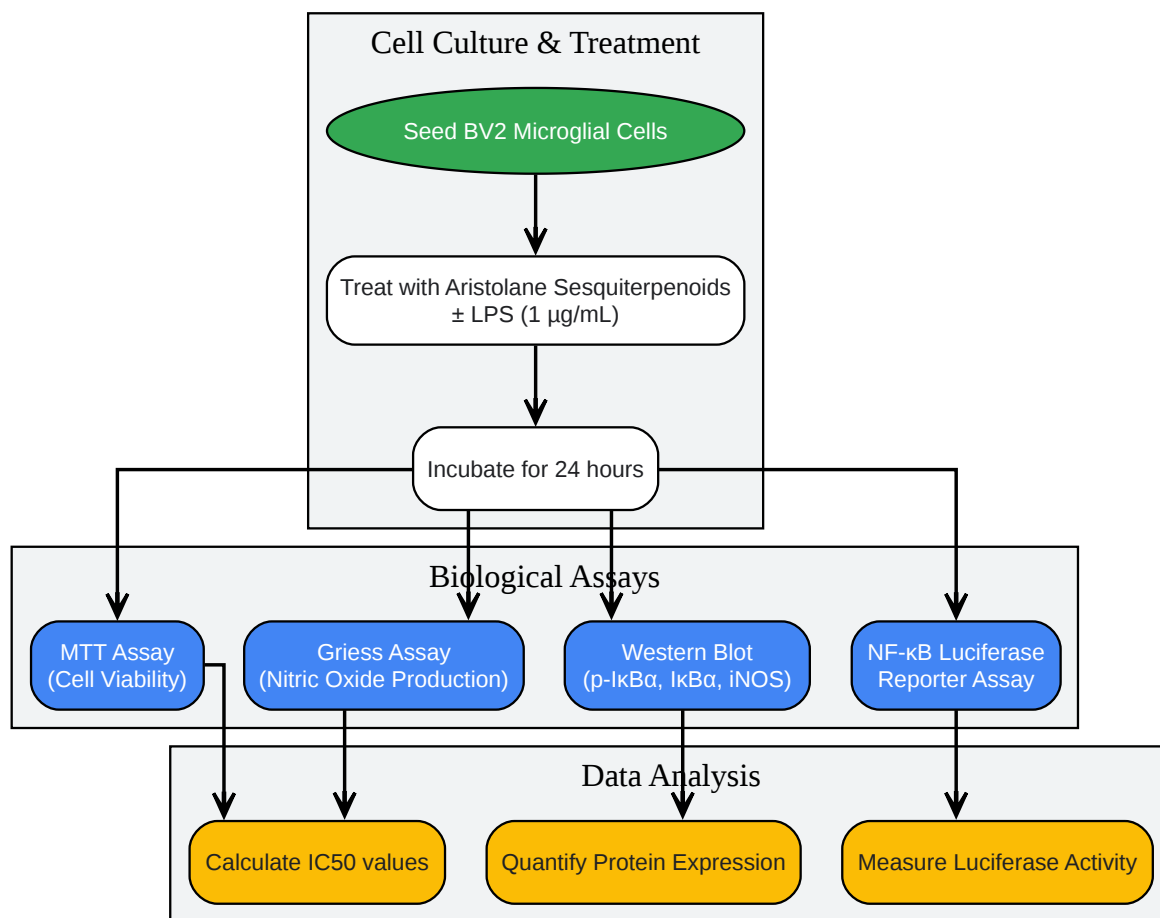 Cell Culture & Treatment
Seed BV2 Microglial Cells
Treat with Aristolane Sesquiterpenoids
± LPS (1 µg/mL)
Incubate for 24 hours
Biological Assays
MTT Assay
(Cell Viability)
Griess Assay
(Nitric Oxide Production)
Western Blot
(p-IκBα, IκBα, iNOS)
NF-κB Luciferase
Reporter Assay
Data Analysis
Calculate IC50 values
Quantify Protein Expression
Measure Luciferase Activity